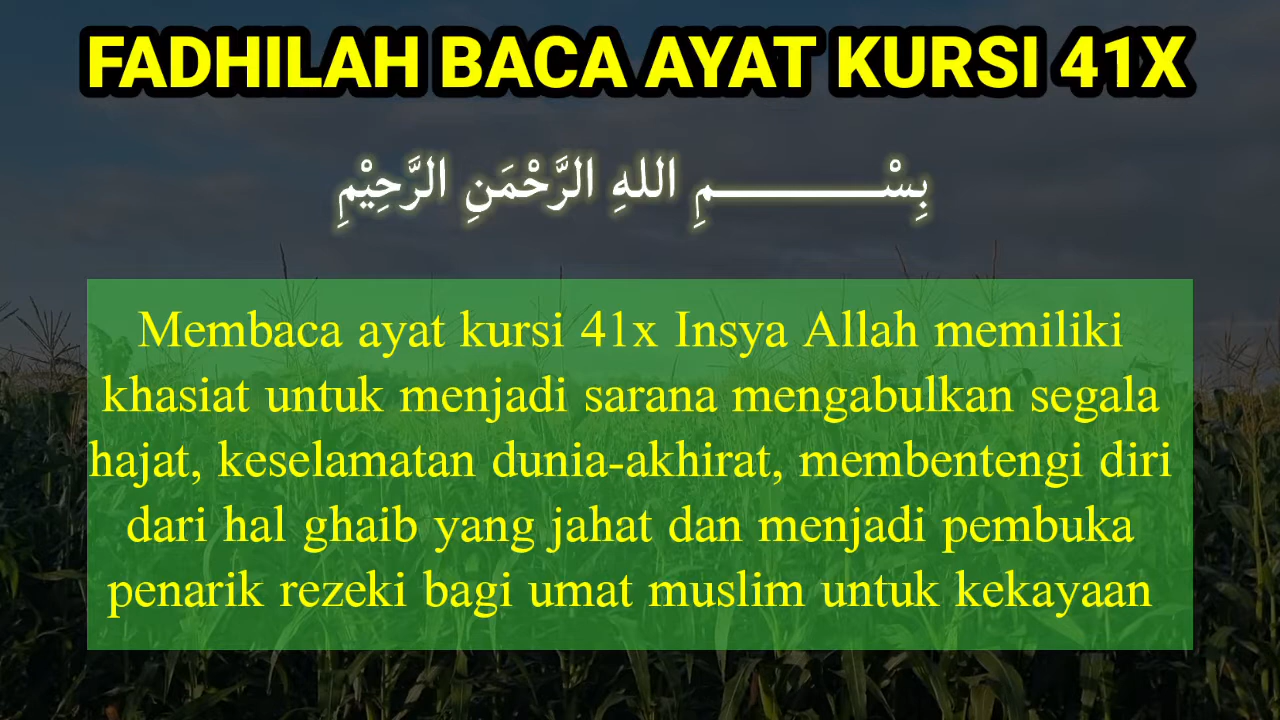 FADHILAH BACA AYAT KURSI 41X
بِسْـــــــــــــمِ اللهِ الرَّحْمَنِ الرَّحِيْمِ
Membaca ayat kursi 41x Insya Allah memiliki
khasiat untuk menjadi sarana mengabulkan segala
hajat, keselamatan dunia-akhirat, membentengi diri
dari hal ghaib yang jahat dan menjadi pembuka
penarik rezeki bagi umat muslim untuk kekayaan